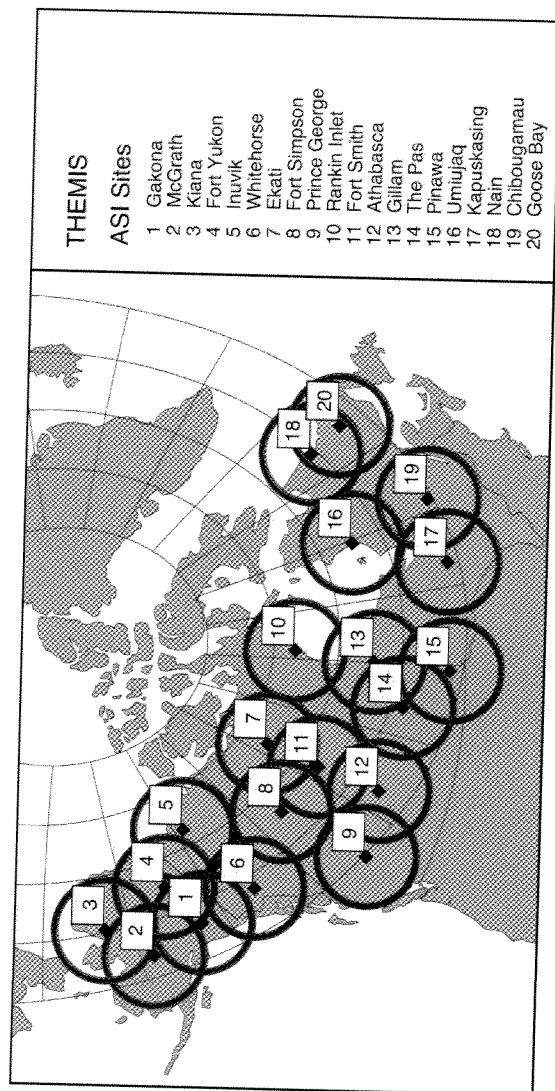 THEMIS
ASI Sites
1 Gakona
2 McGrath
3 Kiana
4 Fort Yukon
5 Inuvik
6 Whitehorse
7 Ekati
8 Fort Simpson
9 Prince George
10 Rankin Inlet
11 Fort Smith
12 Athabasca
13 Gillam
14 The Pas
15 Pinawa
16 Umiujaq
17 Kapuskasing
18 Nain
19 Chibougamau
20 Goose Bay
3
2
4
1
5
6
7
8
11
9
12
10
13
14
15
16
17
18
20
19